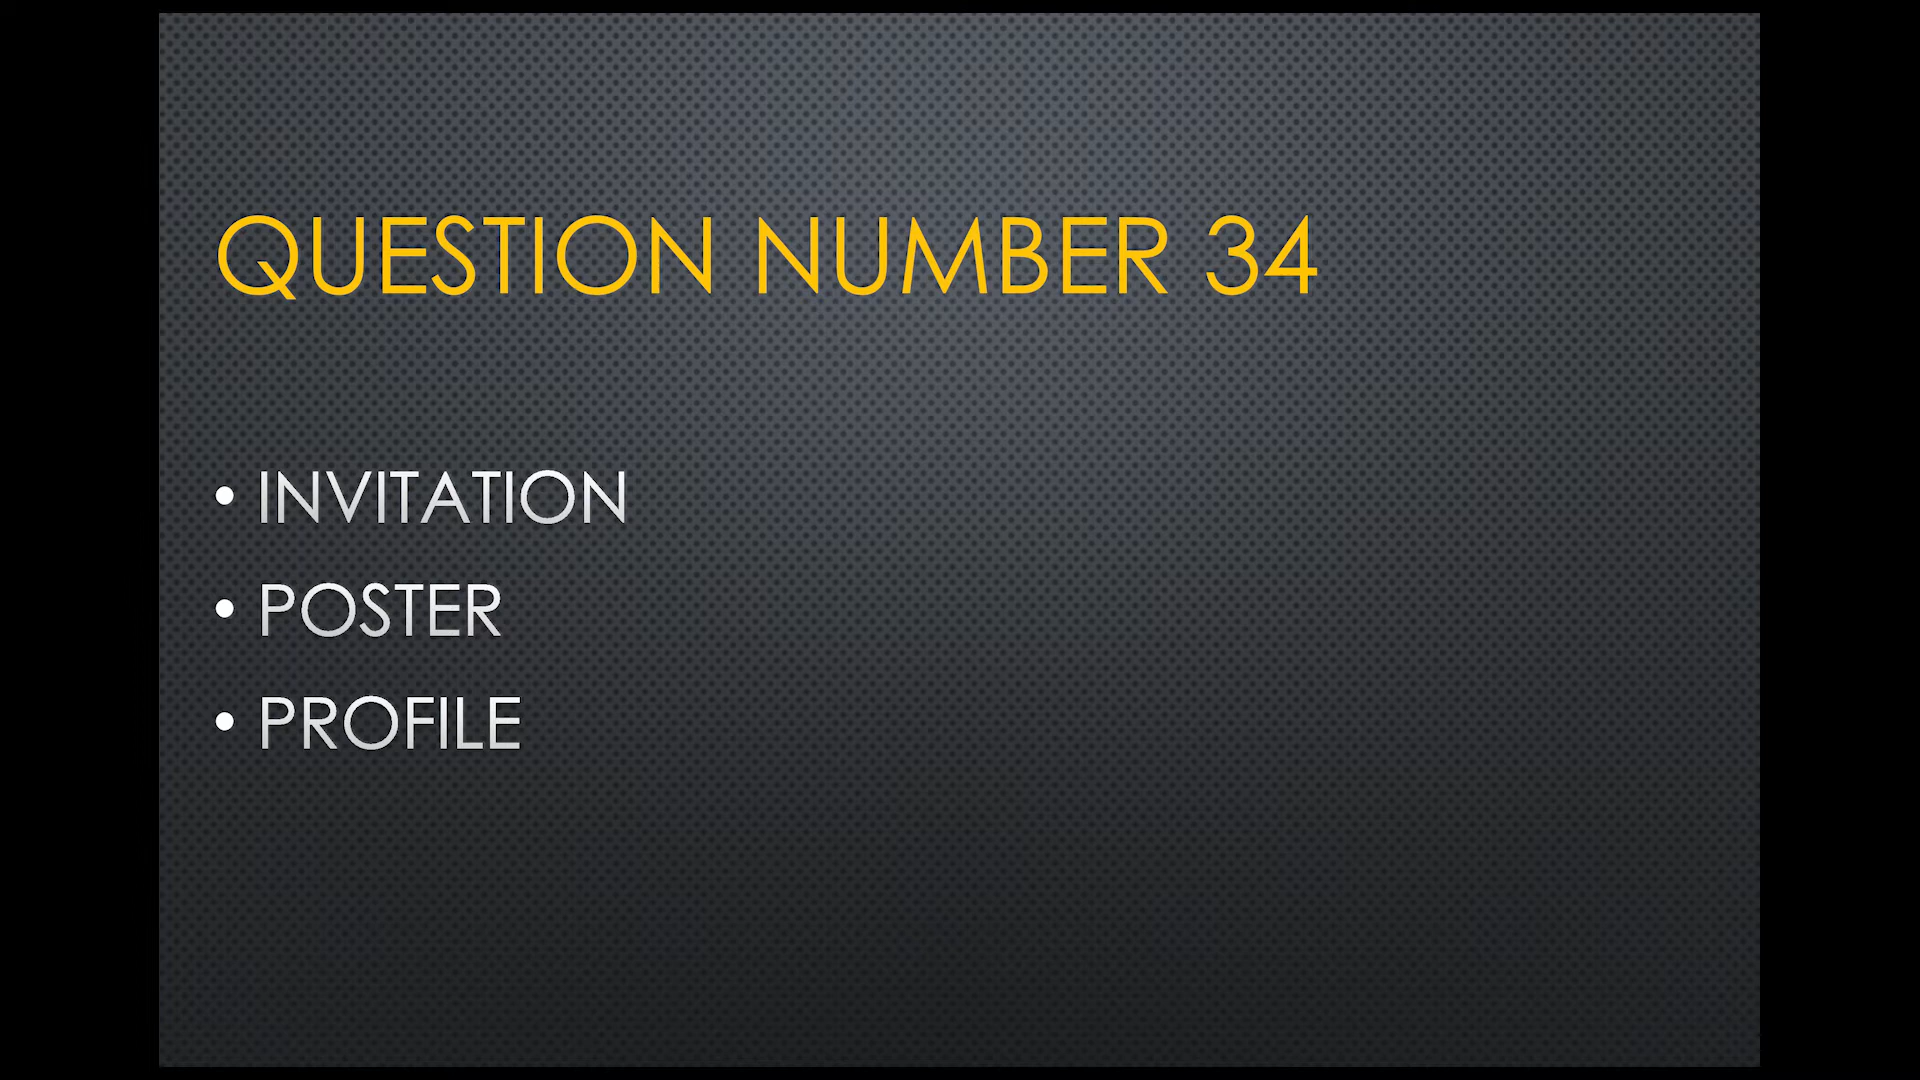 QUESTION NUMBER 34
• INVITATION
• POSTER
• PROFILE